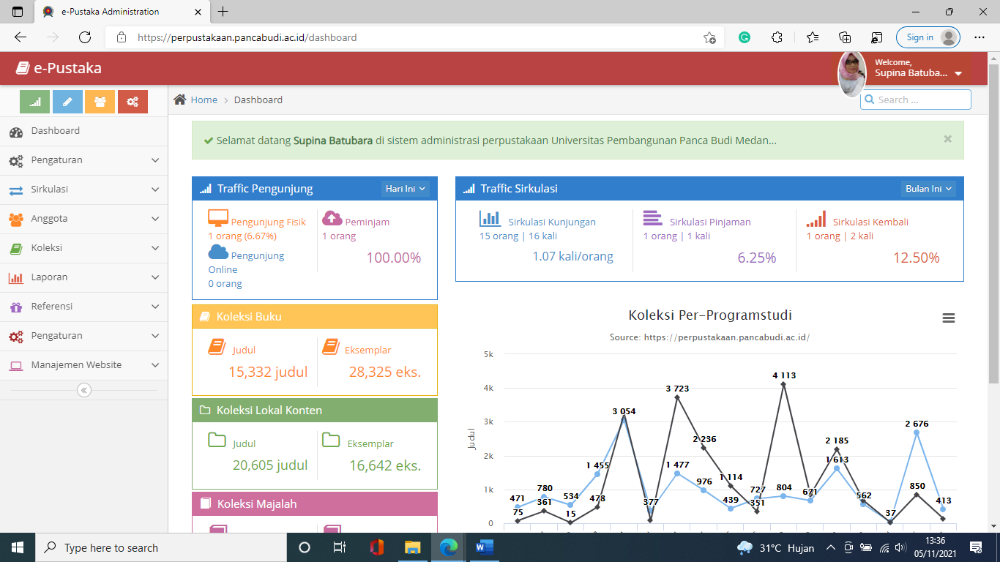 e-Pustaka Administration
https://perpustakaan.pancabudi.ac.id/dashboard
Sign in
e-Pustaka
Welcome,
Supina Batuba...
Home > Dashboard
Search ...
Dashboard
Pengaturan
Sirkulasi
Anggota
Koleksi
Laporan
Referensi
Pengaturan
Manajemen Website
Selamat datang Supina Batubara di sistem administrasi perpustakaan Universitas Pembangunan Panca Budi Medan...
Traffic Pengunjung
Hari Ini
Pengunjung Fisik
1 orang (6.67%)
Pengunjung
Online
0 orang
Peminjam
1 orang
100.00%
Traffic Sirkulasi
Bulan Ini
Sirkulasi Kunjungan
15 orang | 16 kali
1.07 kali/orang
Sirkulasi Pinjaman
1 orang | 1 kali
6.25%
Sirkulasi Kembali
1 orang | 2 kali
12.50%
Koleksi Buku
Judul
15,332 judul
Eksemplar
28,325 eks.
Koleksi Lokal Konten
Judul
20,605 judul
Eksemplar
16,642 eks.
Koleksi Majalah
Koleksi Per-Programstudi
Source: https://perpustakaan.pancabudi.ac.id/
Judul
5k
4k
3k
2k
1k
0
471
780
534
1 455
3 054
377
1 477
976
439
727
804
671
1 613
562
37
2 676
413
75
361
15
478
3 723
2 236
1 114
351
4 113
2 185
850
Type here to search
31°C Hujan
13:36
05/11/2021